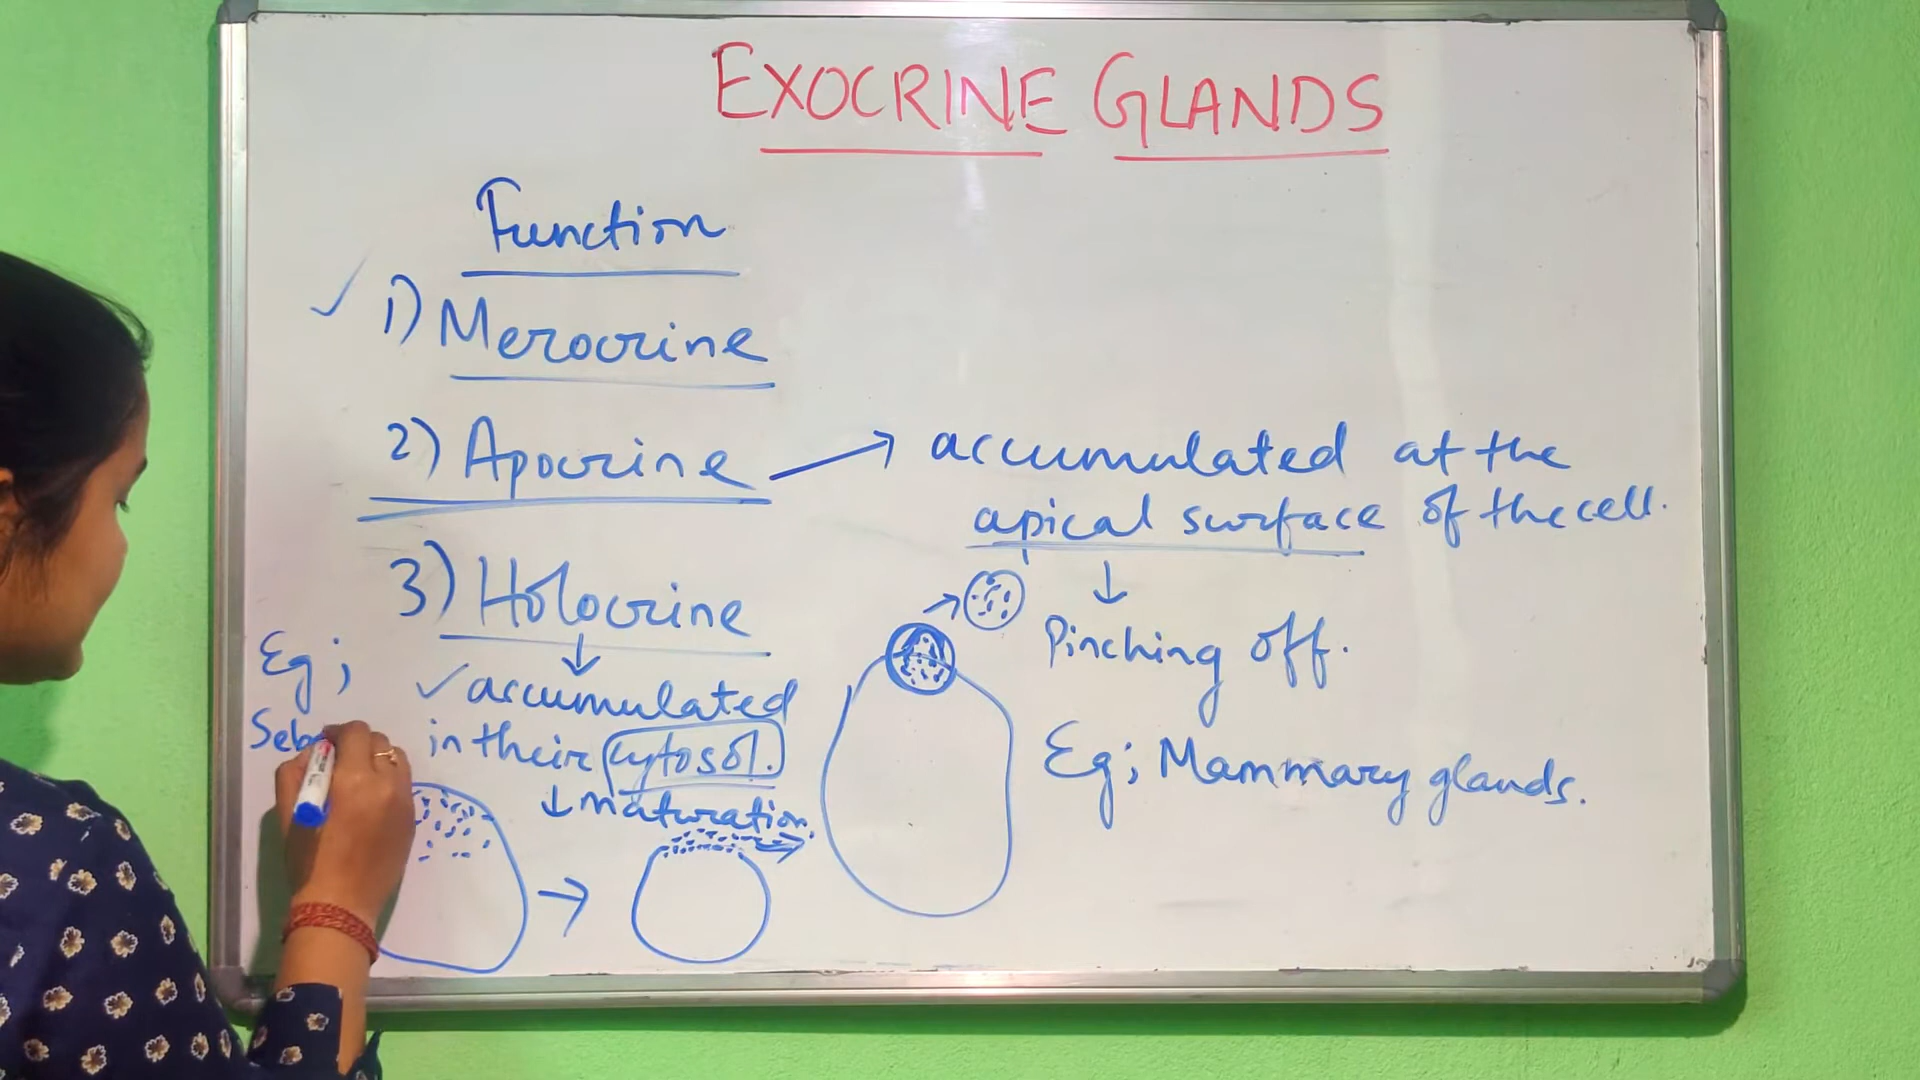 EXOCRINE GLANDS
Function
1) Merocrine
2) Apocrine → accumulated at the
apical surface of the cell.
↓
Pinching off.
Eg; Mammary glands.
3) Holocrine
↓
Eg;
✓ accumulated
in their cytosol.
↓ maturation